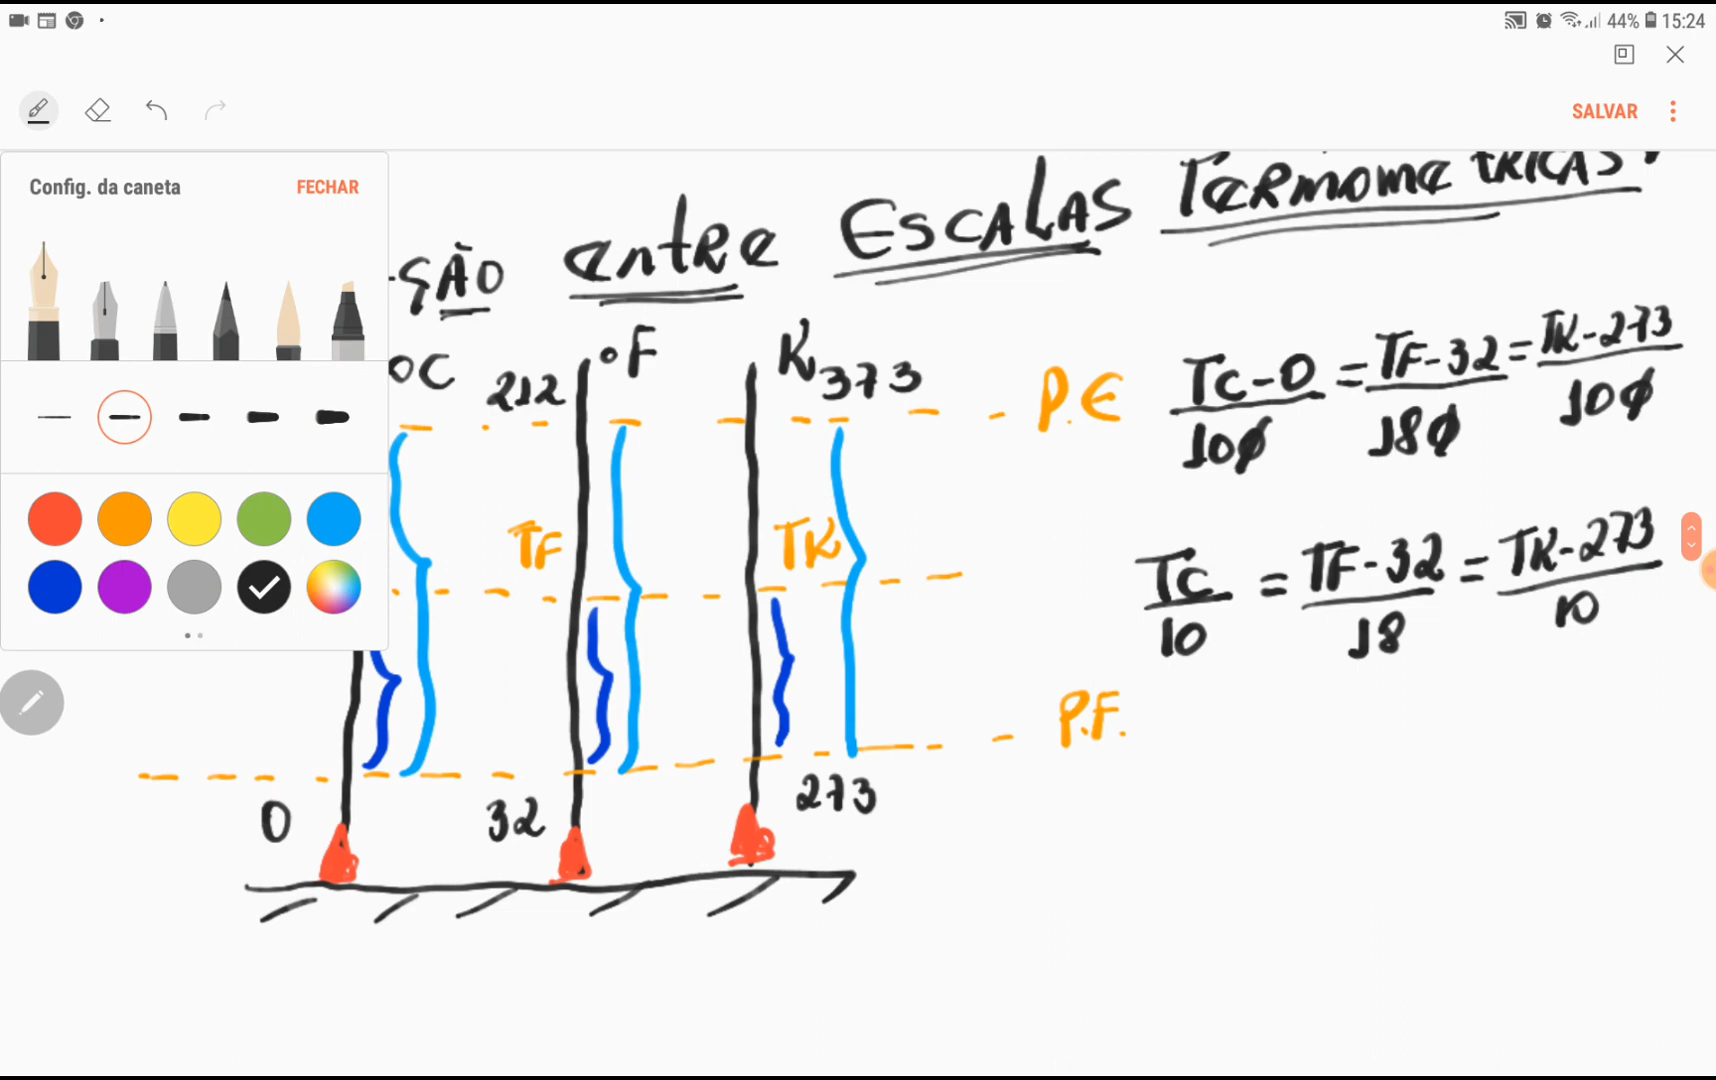 44% 15:24
SALVAR
Config. da caneta FECHAR
ÇÃO entre ESCALAS TERMOMETRICAS
°C 212 °F K 373 P.E
TC-0/100 = TF-32/180 = TK-273/100
TF TK
TC/10 = TF-32/18 = TK-273/10
P.F.
0 32 273